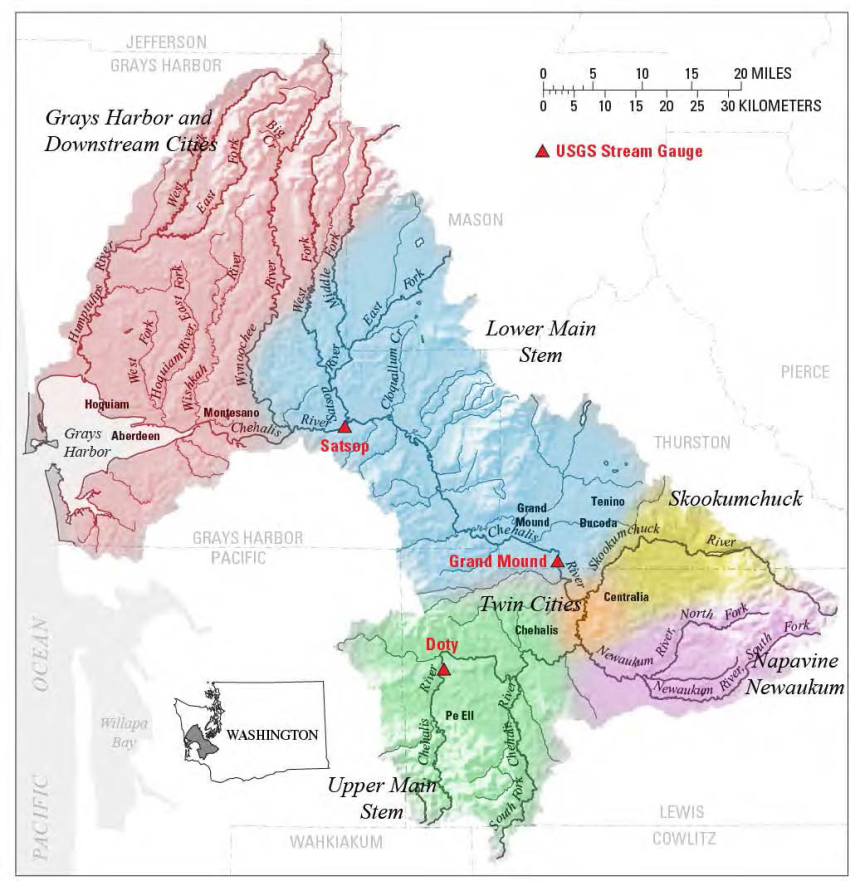 JEFFERSON
GRAYS HARBOR
0 5 10 15 20 MILES
0 5 10 15 20 30 KILOMETERS
USGS Stream Gauge
Grays Harbor and
Downstream Cities
West
East
Fork
Big
Cr
MASON
Humptulips River
West Fork
Hoquiam River, East Fork
Wishkah
River
Wynoochee
River
West
Fork
Middle
Fork
East Fork
Satsop River
Cloquallum Cr
Lower Main
Stem
PIERCE
Hoquiam
Montesano
Grays
Harbor
Aberdeen
Chehalis
River
Satsop
THURSTON
Skookumchuck
Grand
Mound
Tenino
Bucoda
GRAYS HARBOR
PACIFIC
Chehalis
River
Skookumchuck
River
Grand Mound
Twin Cities
Centralia
Chehalis
Doty
Newaukum River, North Fork
Newaukum River, South Fork
Napavine
Newaukum
River
Chehalis
Pe Ell
River
Chehalis
South Fork
Upper Main
Stem
PACIFIC OCEAN
Willapa
Bay
WASHINGTON
LEWIS
COWLITZ
WAHKIAKUM